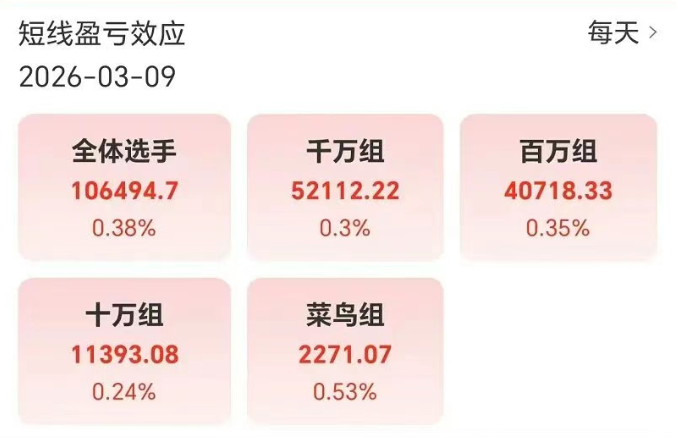 短线盈亏效应
每天 >
2026-03-09
全体选手
106494.7
0.38%
千万组
52112.22
0.3%
百万组
40718.33
0.35%
十万组
11393.08
0.24%
菜鸟组
2271.07
0.53%